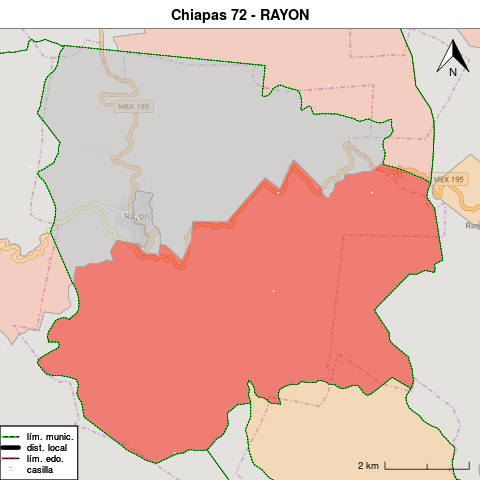 Chiapas 72 - RAYON
N
MEX 195
MEX 195
Rayón
Rin
lím. munic.
dist. local
lím. edo.
casilla
2 km